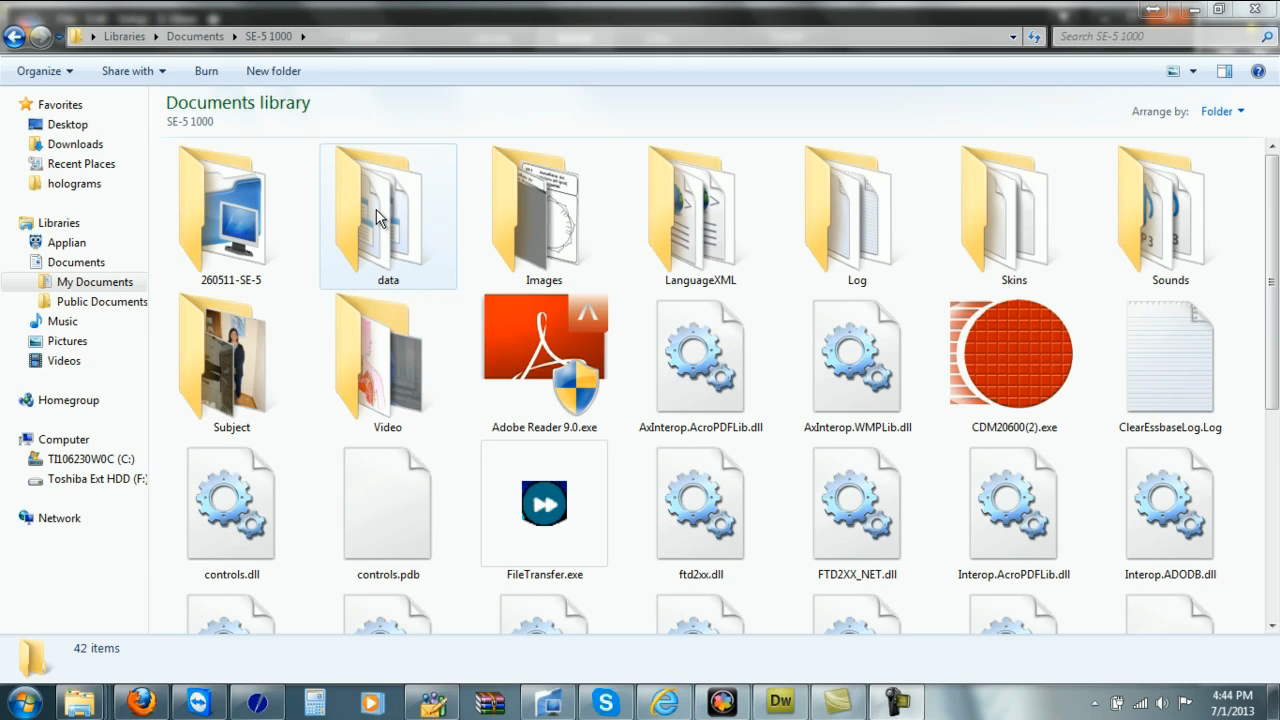 Libraries Documents SE-5 1000
Search SE-5 1000
Organize Share with Burn New folder
Documents library
SE-5 1000
Arrange by: Folder
Favorites
Desktop
Downloads
Recent Places
holograms
Libraries
Applian
Documents
My Documents
Public Documents
Music
Pictures
Videos
Homegroup
Computer
TI106230W0C (C:)
Toshiba Ext HDD (F:)
Network
260511-SE-5 data Images LanguageXML Log Skins Sounds
Subject Video Adobe Reader 9.0.exe AxInterop.AcroPDFLib.dll AxInterop.WMPLib.dll CDM20600(2).exe ClearEssbaseLog.Log
controls.dll controls.pdb FileTransfer.exe ftd2xx.dll FTD2XX_NET.dll Interop.AcroPDFLib.dll Interop.ADODB.dll
42 items
Dw
4:44 PM
7/1/2013